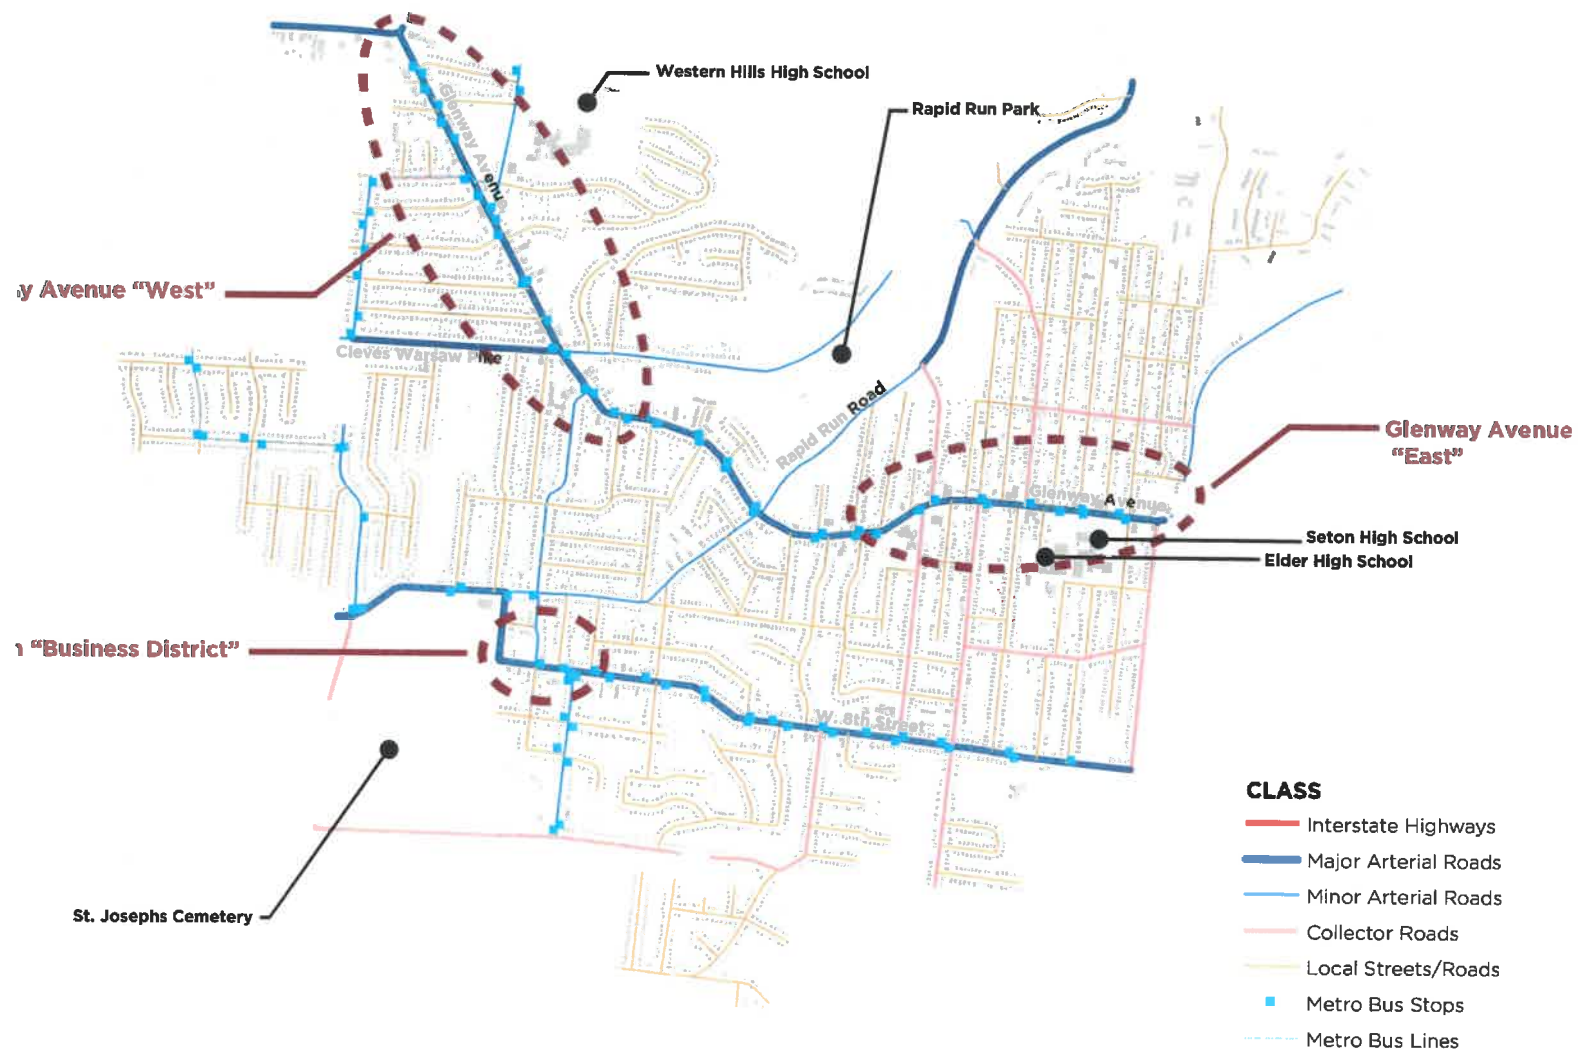 Western Hills High School
Rapid Run Park
Glenway Avenue
enu
y Avenue “West”
Cleves Warsaw Pike
Rapid Run Road
Glenway Avenue
“East”
Glenway Avenue
Ave
Seton High School
Elder High School
“Business District”
W. 8th Street
St. Josephs Cemetery
CLASS
Interstate Highways
Major Arterial Roads
Minor Arterial Roads
Collector Roads
Local Streets/Roads
Metro Bus Stops
Metro Bus Lines